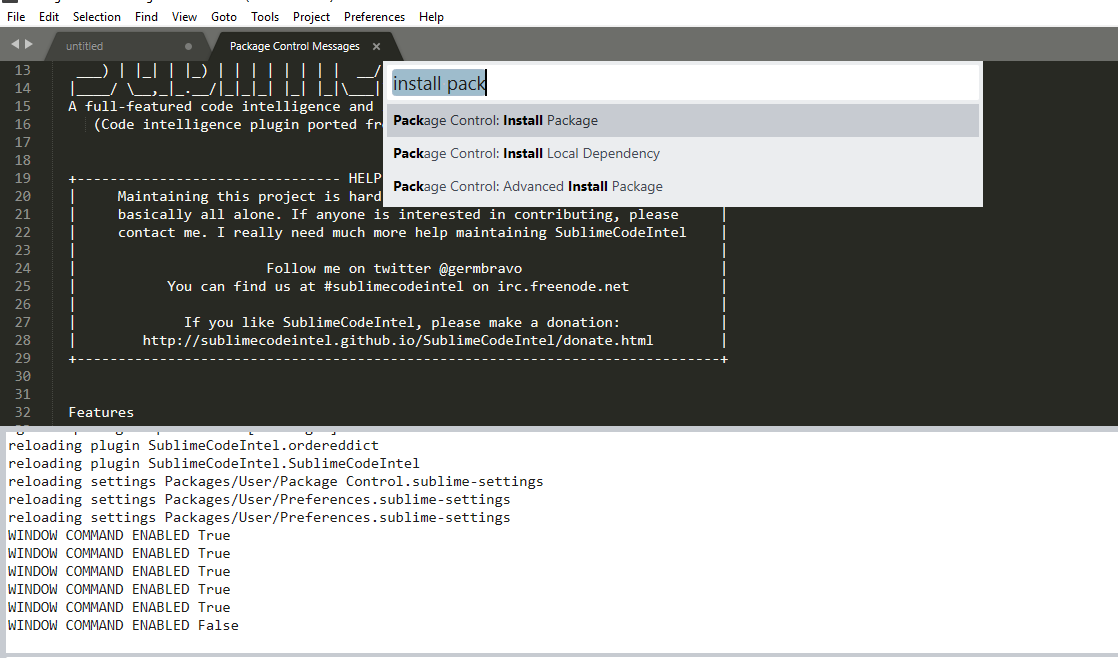 File Edit Selection Find View Goto Tools Project Preferences Help
untitled
Package Control Messages
install pack
Package Control: Install Package
Package Control: Install Local Dependency
Package Control: Advanced Install Package
13 ___) | |_| | |_) | | | | | | | |  __/
14 |____/ \__,_|_.__/|_|_|_| |_| |_|\___|
15 A full-featured code intelligence and
16 (Code intelligence plugin ported fr
17
18
19 +-------------------------------- HELP
20 | Maintaining this project is hard
21 | basically all alone. If anyone is interested in contributing, please |
22 | contact me. I really need much more help maintaining SublimeCodeIntel |
23 | |
24 | Follow me on twitter @germbravo |
25 | You can find us at #sublimecodeintel on irc.freenode.net |
26 | |
27 | If you like SublimeCodeIntel, please make a donation: |
28 | http://sublimecodeintel.github.io/SublimeCodeIntel/donate.html |
29 +------------------------------------------------------------------------------+
30
31
32 Features
reloading plugin SublimeCodeIntel.ordereddict
reloading plugin SublimeCodeIntel.SublimeCodeIntel
reloading settings Packages/User/Package Control.sublime-settings
reloading settings Packages/User/Preferences.sublime-settings
reloading settings Packages/User/Preferences.sublime-settings
WINDOW COMMAND ENABLED True
WINDOW COMMAND ENABLED True
WINDOW COMMAND ENABLED True
WINDOW COMMAND ENABLED True
WINDOW COMMAND ENABLED True
WINDOW COMMAND ENABLED False